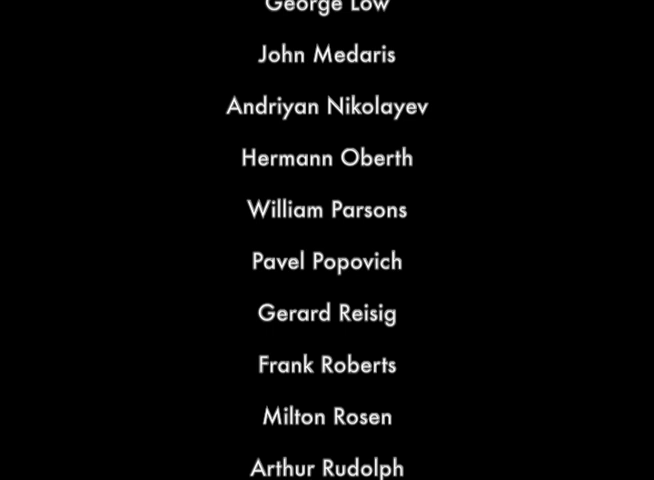 George Low
John Medaris
Andriyan Nikolayev
Hermann Oberth
William Parsons
Pavel Popovich
Gerard Reisig
Frank Roberts
Milton Rosen
Arthur Rudolph